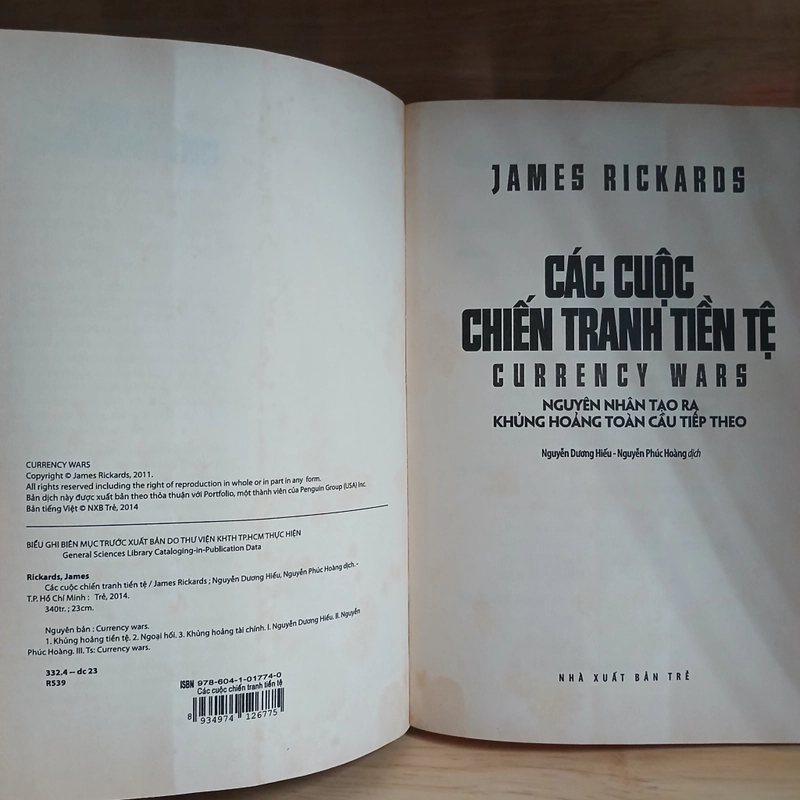 CURRENCY WARS
Copyright © James Rickards, 2011.
All rights reserved including the right of reproduction in whole or in part in any form.
Bản dịch này được xuất bản theo thỏa thuận với Portfolio, một thành viên của Penguin Group (USA) Inc.
Bản tiếng Việt © NXB Trẻ, 2014
BIỂU GHI BIÊN MỤC TRƯỚC XUẤT BẢN DO THƯ VIỆN KHTH TP.HCM THỰC HIỆN
General Sciences Library Cataloging-in-Publication Data
Rickards, James
Các cuộc chiến tranh tiền tệ / James Rickards ; Nguyễn Dương Hiếu, Nguyễn Phúc Hoàng dịch. -
T.P. Hồ Chí Minh : Trẻ, 2014.
340tr. ; 23cm.
Nguyên bản : Currency wars.
1. Khủng hoảng tiền tệ. 2. Ngoại hối. 3. Khủng hoảng tài chính. I. Nguyễn Dương Hiếu. II. Nguyễn
Phúc Hoàng. III. Ts: Currency wars.
332.4 -- dc 23
R539
ISBN 978-604-1-01774-0
Các cuộc chiến tranh tiền tệ
8 934974 126775
JAMES RICKARDS
CÁC CUỘC
CHIẾN TRANH TIỀN TỆ
CURRENCY WARS
NGUYÊN NHÂN TẠO RA
KHỦNG HOẢNG TOÀN CẦU TIẾP THEO
Nguyễn Dương Hiếu - Nguyễn Phúc Hoàng dịch
NHÀ XUẤT BẢN TRẺ